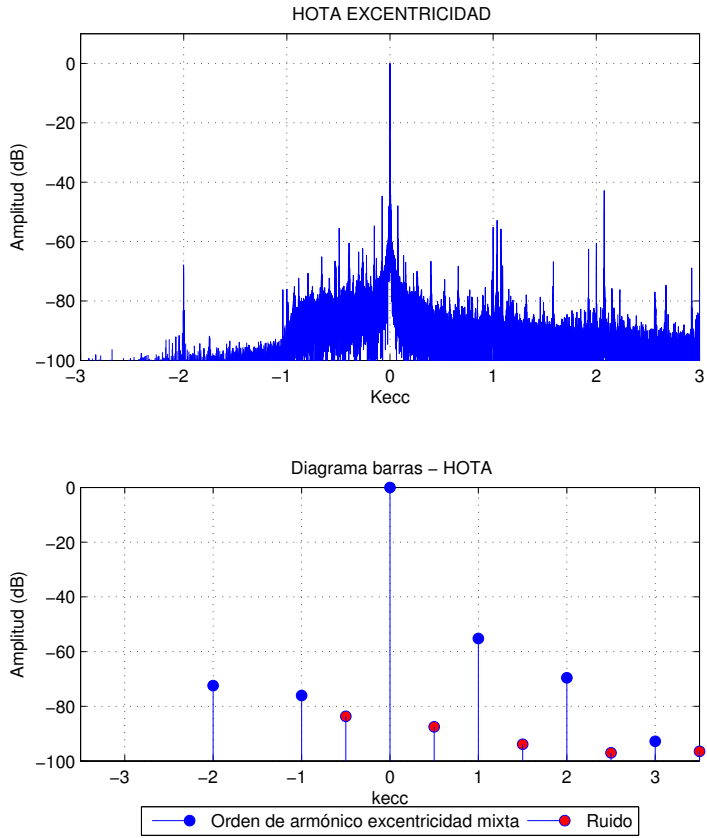 HOTA EXCENTRICIDAD
Amplitud (dB)
0
−20
−40
−60
−80
−100
−3 −2 −1 0 1 2 3
Kecc
Diagrama barras − HOTA
Amplitud (dB)
0
−20
−40
−60
−80
−100
−3 −2 −1 0 1 2 3
kecc
Orden de armónico excentricidad mixta Ruido